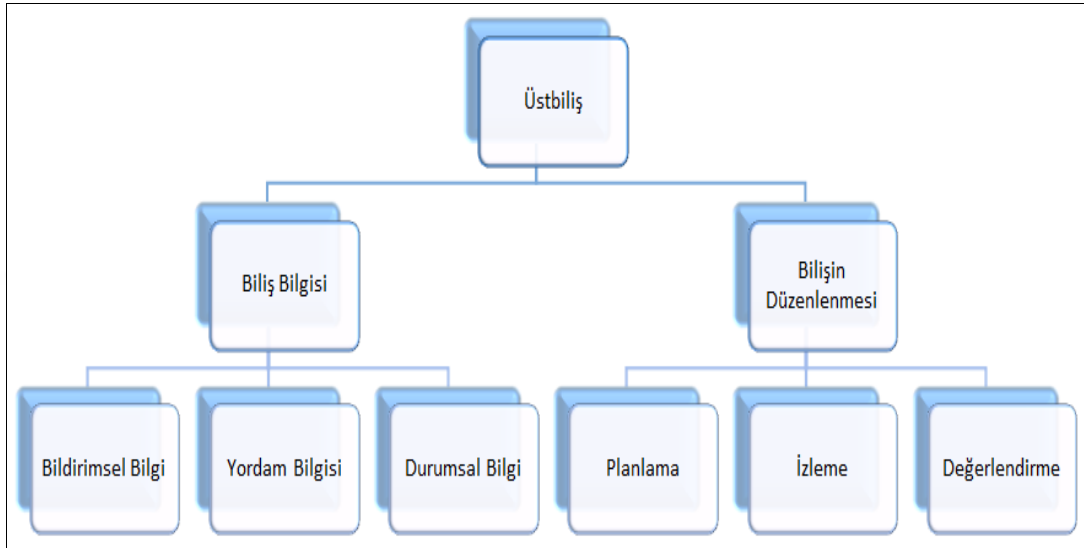 Üstbiliş
Biliş Bilgisi
Bilişin
Düzenlenmesi
Bildirimsel Bilgi
Yordam Bilgisi
Durumsal Bilgi
Planlama
İzleme
Değerlendirme